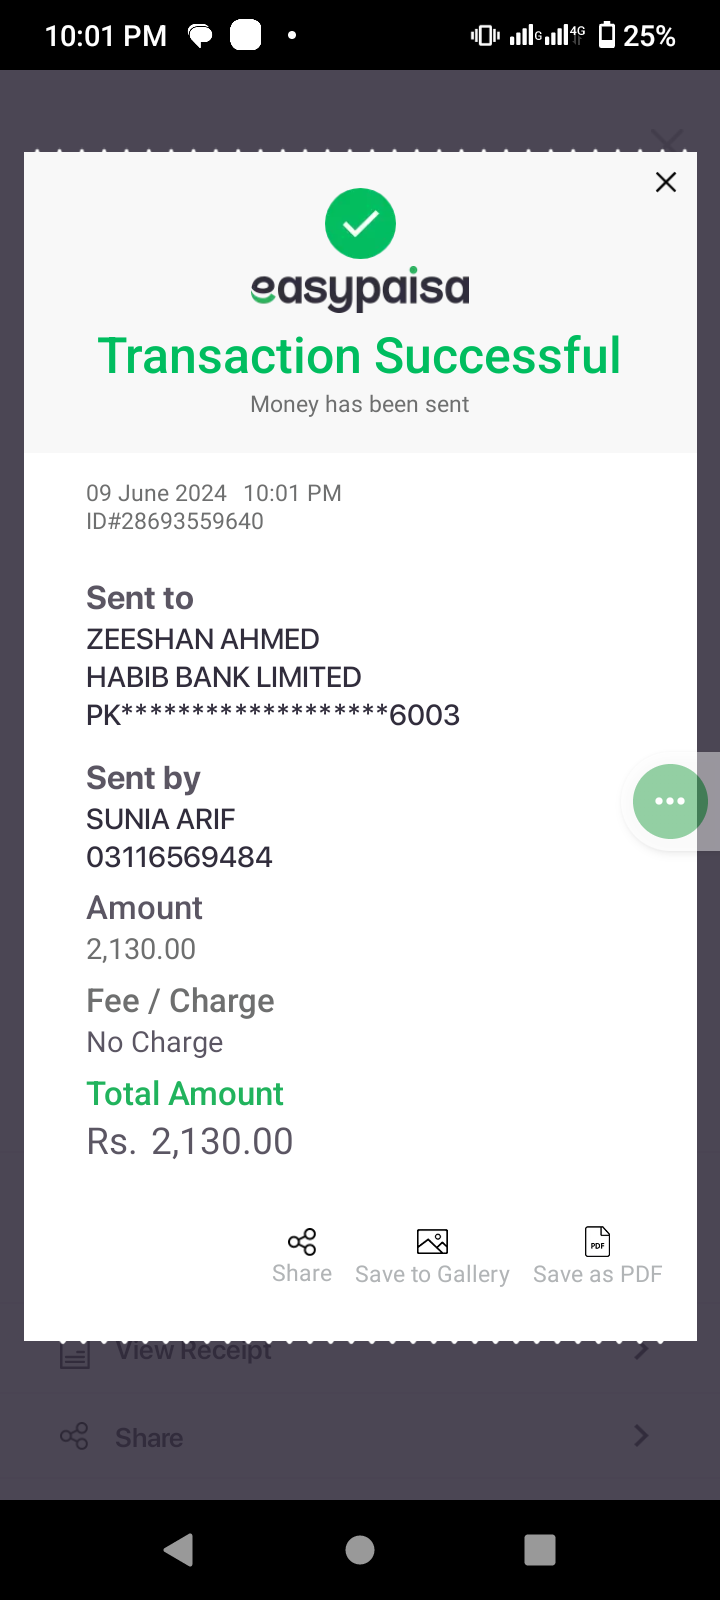 10:01 PM
G 4G 25%
easypaisa
Transaction Successful
Money has been sent
09 June 2024 10:01 PM
ID#28693559640
Sent to
ZEESHAN AHMED
HABIB BANK LIMITED
PK*******************6003
Sent by
SUNIA ARIF
03116569484
Amount
2,130.00
Fee / Charge
No Charge
Total Amount
Rs. 2,130.00
PDF
Share Save to Gallery Save as PDF
View Receipt
Share